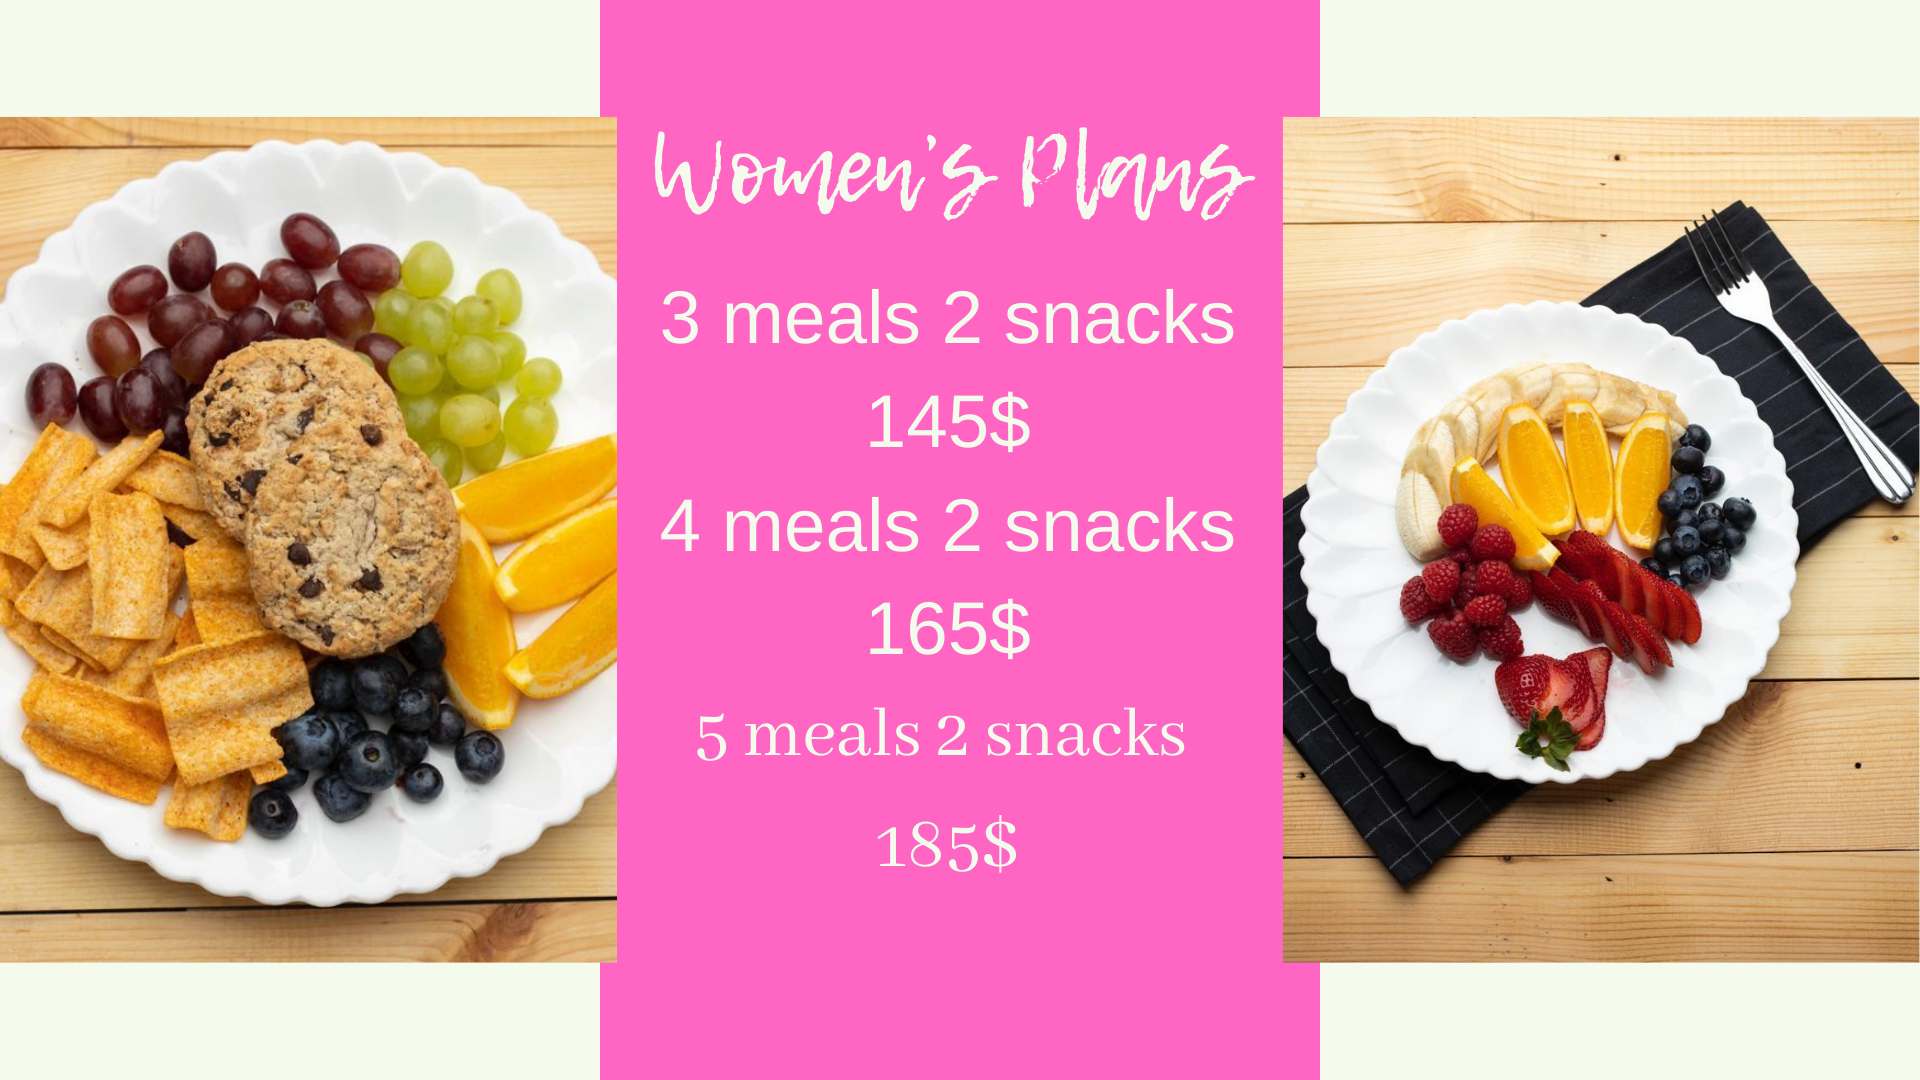 Women's Plans
3 meals 2 snacks
145$
4 meals 2 snacks
165$
5 meals 2 snacks
185$